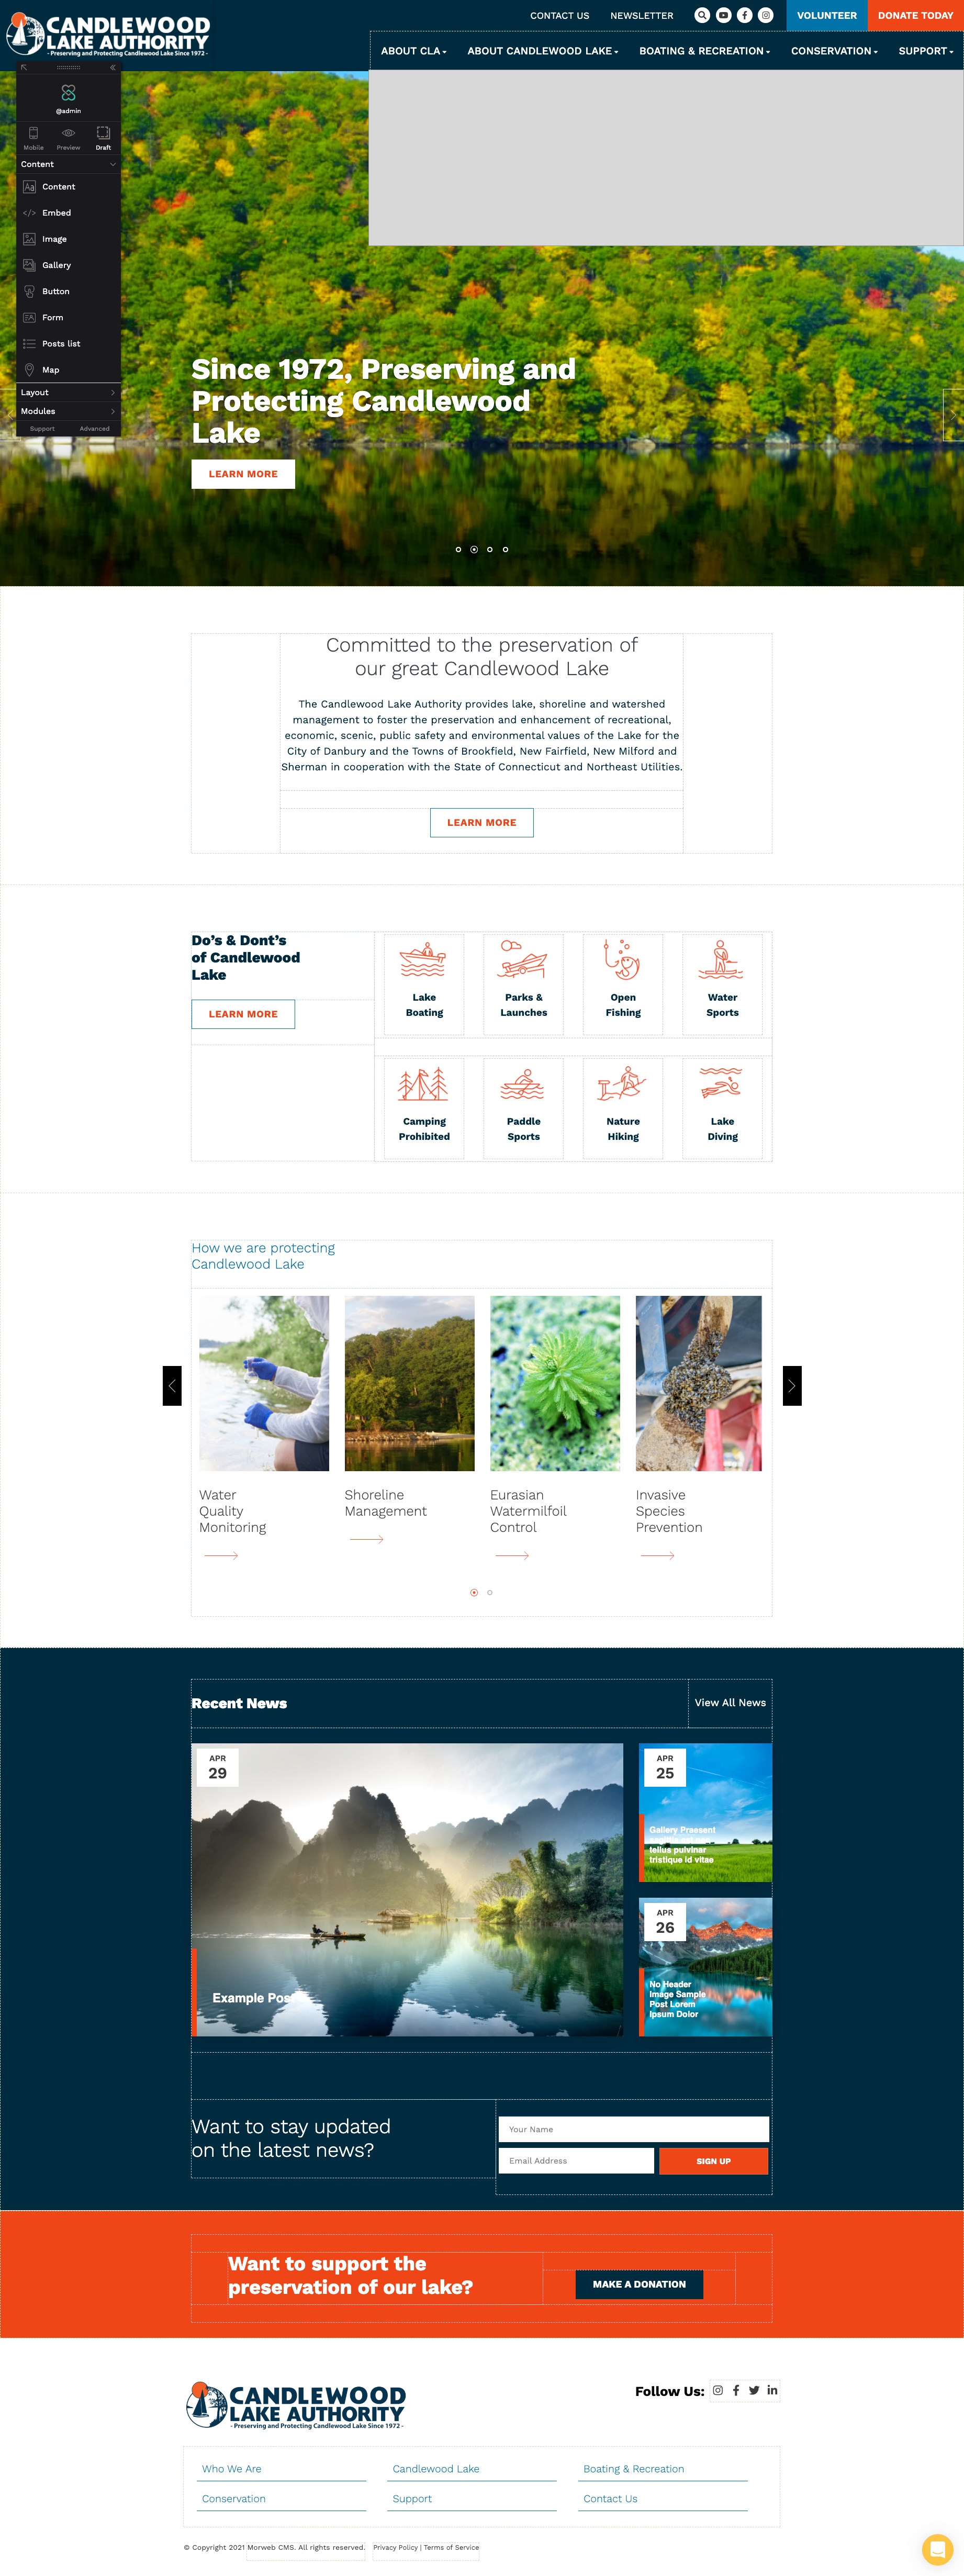 CONTACT US NEWSLETTER VOLUNTEER DONATE TODAY
CANDLEWOOD
LAKE AUTHORITY
- Preserving and Protecting Candlewood Lake Since 1972 -
ABOUT CLA ABOUT CANDLEWOOD LAKE BOATING & RECREATION CONSERVATION SUPPORT
@admin
Mobile Preview Draft
Content
Content
Embed
Image
Gallery
Button
Form
Posts list
Map
Layout
Modules
Support Advanced
Since 1972, Preserving and
Protecting Candlewood
Lake
LEARN MORE
Committed to the preservation of
our great Candlewood Lake
The Candlewood Lake Authority provides lake, shoreline and watershed
management to foster the preservation and enhancement of recreational,
economic, scenic, public safety and environmental values of the Lake for the
City of Danbury and the Towns of Brookfield, New Fairfield, New Milford and
Sherman in cooperation with the State of Connecticut and Northeast Utilities.
LEARN MORE
Do's & Dont's
of Candlewood
Lake
LEARN MORE
Lake
Boating
Parks &
Launches
Open
Fishing
Water
Sports
Camping
Prohibited
Paddle
Sports
Nature
Hiking
Lake
Diving
How we are protecting
Candlewood Lake
Water
Quality
Monitoring
Shoreline
Management
Eurasian
Watermilfoil
Control
Invasive
Species
Prevention
Recent News
View All News
APR
29
Example Post
APR
25
Gallery Praesent
tellus pulvinar
tristique id vitae
APR
26
No Header
Image Sample
Post Lorem
Ipsum Dolor
Want to stay updated
on the latest news?
Your Name
Email Address
SIGN UP
Want to support the
preservation of our lake?
MAKE A DONATION
CANDLEWOOD
LAKE AUTHORITY
- Preserving and Protecting Candlewood Lake Since 1972 -
Follow Us:
Who We Are
Candlewood Lake
Boating & Recreation
Conservation
Support
Contact Us
© Copyright 2021 Morweb CMS. All rights reserved. Privacy Policy | Terms of Service